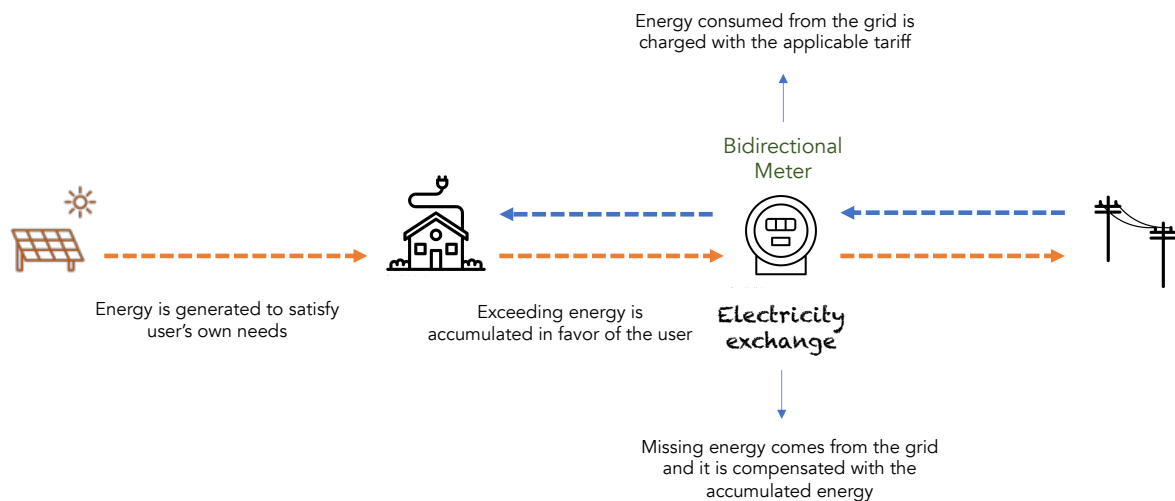 Energy consumed from the grid is
charged with the applicable tariff
Bidirectional
Meter
Energy is generated to satisfy
user's own needs
Exceeding energy is
accumulated in favor of the user
Electricity
exchange
Missing energy comes from the grid
and it is compensated with the
accumulated energy